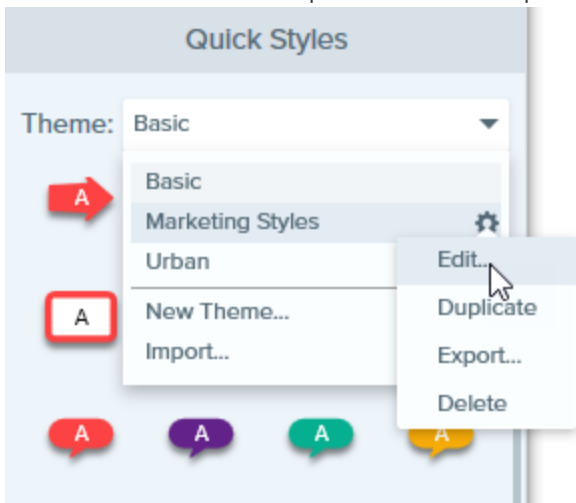 Quick Styles
Theme: Basic
A
Basic
Marketing Styles
Urban
Edit...
A
New Theme...
Duplicate
Import...
Export...
Delete
A A A A